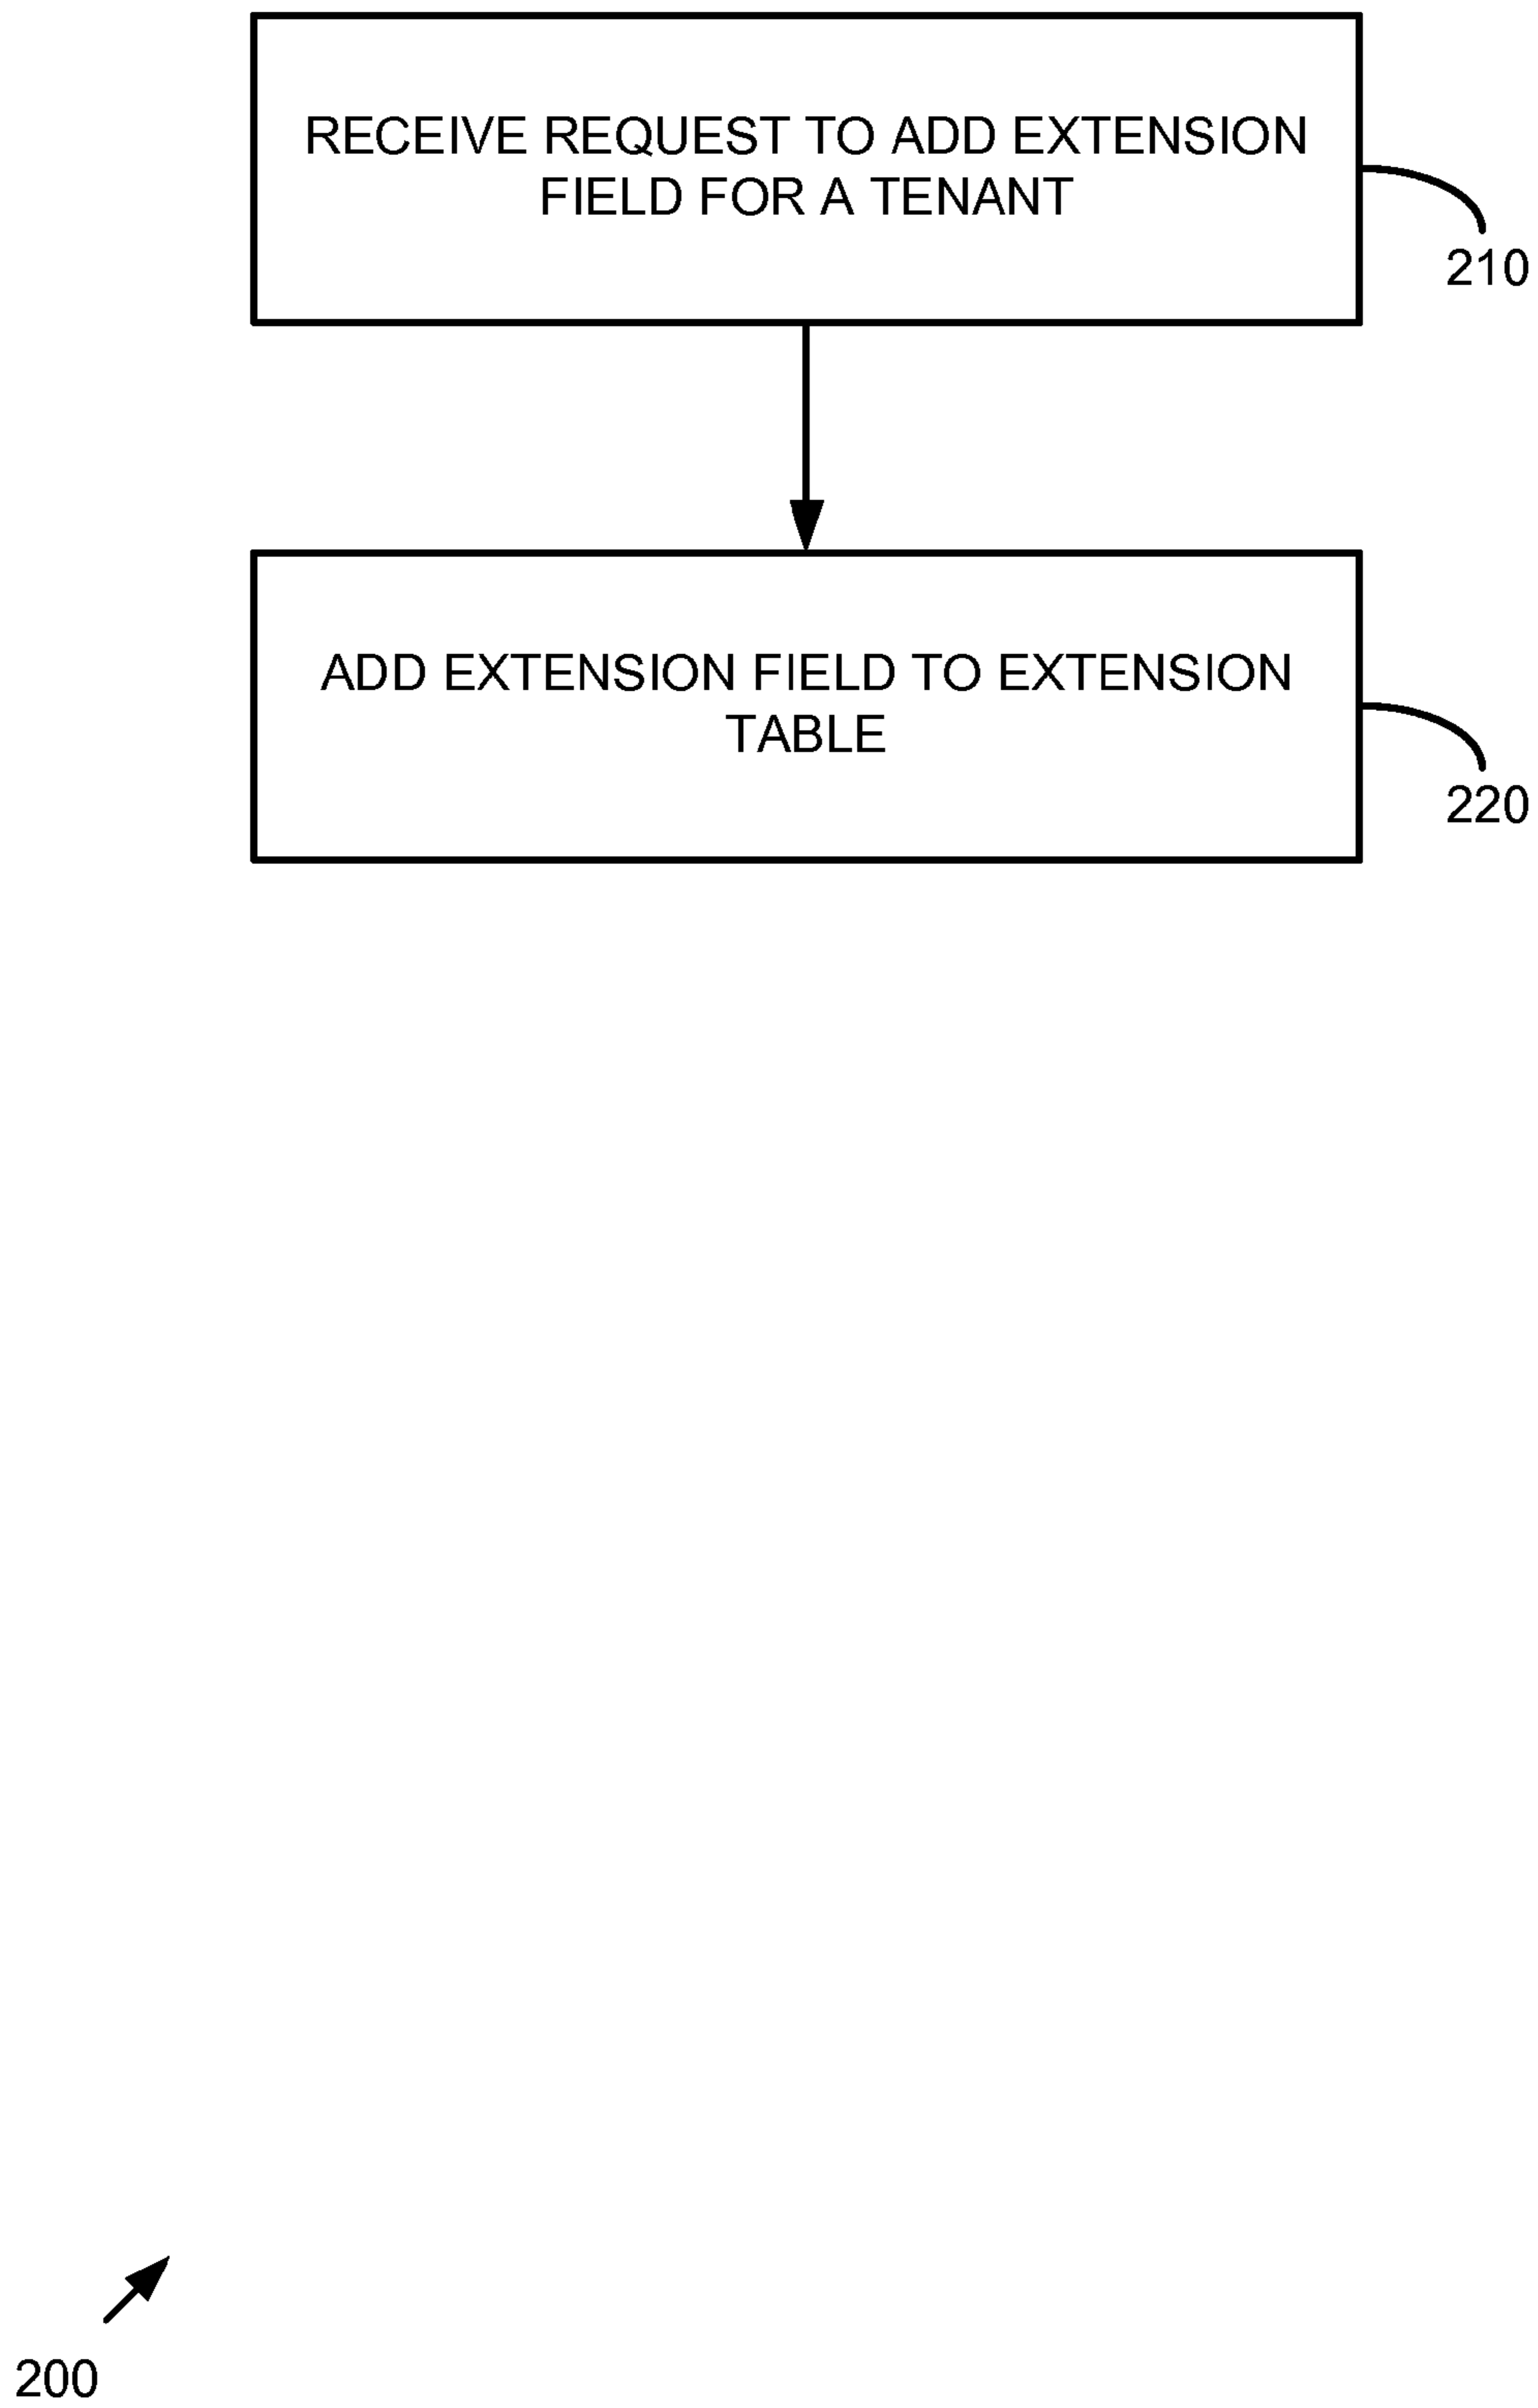 RECEIVE REQUEST TO ADD EXTENSION
FIELD FOR A TENANT
210
ADD EXTENSION FIELD TO EXTENSION
TABLE
220
200